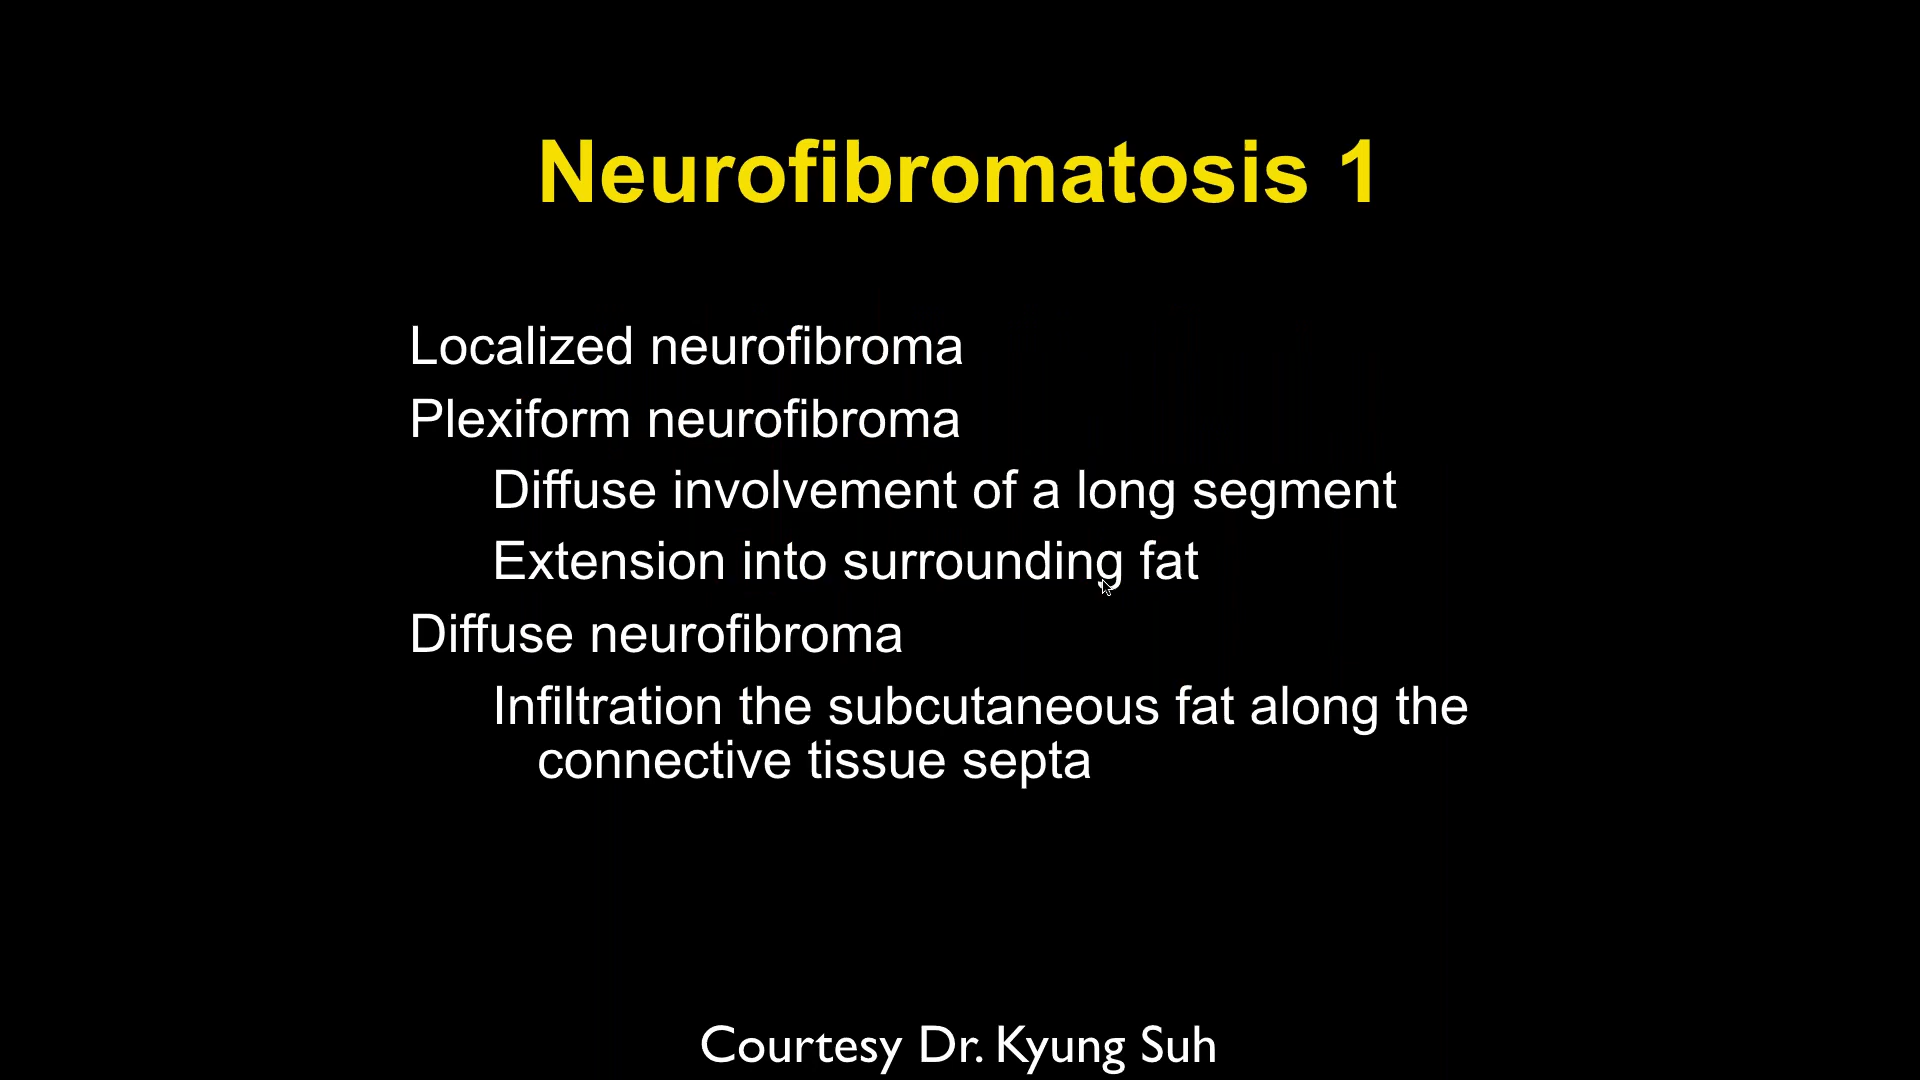 Neurofibromatosis 1
Localized neurofibroma
Plexiform neurofibroma
Diffuse involvement of a long segment
Extension into surrounding fat
Diffuse neurofibroma
Infiltration the subcutaneous fat along the
connective tissue septa
Courtesy Dr. Kyung Suh